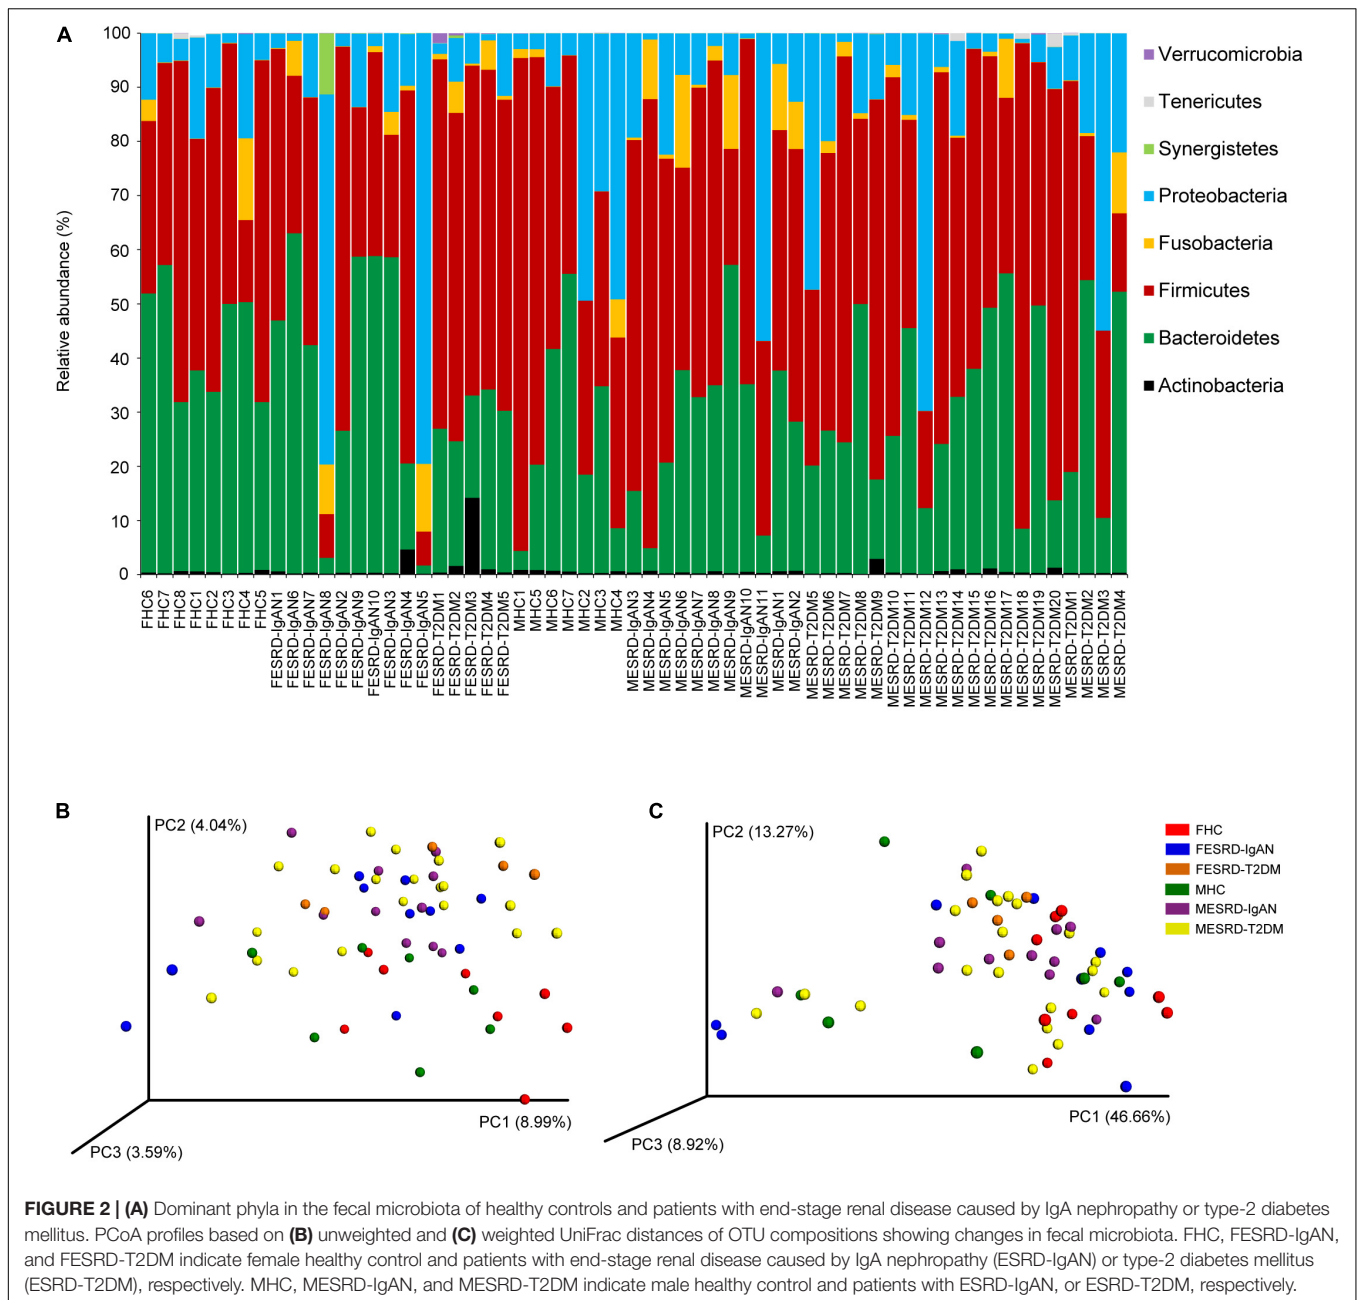 A
100
90
80
70
60
50
40
30
20
10
0
Relative abundance (%)
Verrucomicrobia
Tenericutes
Synergistetes
Proteobacteria
Fusobacteria
Firmicutes
Bacteroidetes
Actinobacteria
FHC6
FHC7
FHC8
FHC1
FHC2
FHC3
FHC4
FHC5
FESRD-IgAN1
FESRD-IgAN6
FESRD-IgAN7
FESRD-IgAN8
FESRD-IgAN2
FESRD-IgAN9
FESRD-IgAN10
FESRD-IgAN3
FESRD-IgAN4
FESRD-IgAN5
FESRD-T2DM1
FESRD-T2DM2
FESRD-T2DM3
FESRD-T2DM4
FESRD-T2DM5
MHC1
MHC5
MHC6
MHC7
MHC2
MHC3
MHC4
MESRD-IgAN3
MESRD-IgAN4
MESRD-IgAN5
MESRD-IgAN6
MESRD-IgAN7
MESRD-IgAN8
MESRD-IgAN9
MESRD-IgAN10
MESRD-IgAN11
MESRD-IgAN1
MESRD-IgAN2
MESRD-T2DM5
MESRD-T2DM6
MESRD-T2DM7
MESRD-T2DM8
MESRD-T2DM9
MESRD-T2DM10
MESRD-T2DM11
MESRD-T2DM12
MESRD-T2DM13
MESRD-T2DM14
MESRD-T2DM15
MESRD-T2DM16
MESRD-T2DM17
MESRD-T2DM18
MESRD-T2DM19
MESRD-T2DM20
MESRD-T2DM1
MESRD-T2DM2
MESRD-T2DM3
MESRD-T2DM4
B
PC2 (4.04%)
PC1 (8.99%)
PC3 (3.59%)
C
PC2 (13.27%)
PC1 (46.66%)
PC3 (8.92%)
FHC
FESRD-IgAN
FESRD-T2DM
MHC
MESRD-IgAN
MESRD-T2DM
FIGURE 2 | (A) Dominant phyla in the fecal microbiota of healthy controls and patients with end-stage renal disease caused by IgA nephropathy or type-2 diabetes
mellitus. PCoA profiles based on (B) unweighted and (C) weighted UniFrac distances of OTU compositions showing changes in fecal microbiota. FHC, FESRD-IgAN,
and FESRD-T2DM indicate female healthy control and patients with end-stage renal disease caused by IgA nephropathy (ESRD-IgAN) or type-2 diabetes mellitus
(ESRD-T2DM), respectively. MHC, MESRD-IgAN, and MESRD-T2DM indicate male healthy control and patients with ESRD-IgAN, or ESRD-T2DM, respectively.